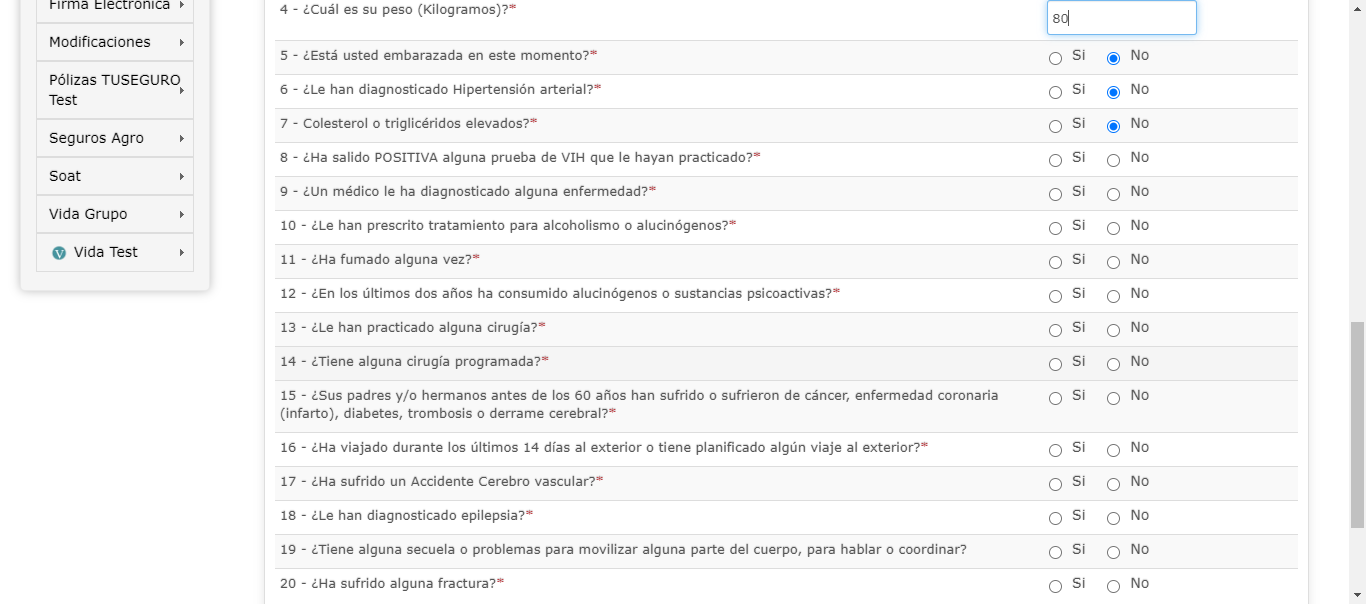 Firma Electrónica
Modificaciones
Pólizas TUSEGURO
Test
Seguros Agro
Soat
Vida Grupo
Vida Test
4 - ¿Cuál es su peso (Kilogramos)?* 80
5 - ¿Está usted embarazada en este momento?* Si No
6 - ¿Le han diagnosticado Hipertensión arterial?* Si No
7 - Colesterol o triglicéridos elevados?* Si No
8 - ¿Ha salido POSITIVA alguna prueba de VIH que le hayan practicado?* Si No
9 - ¿Un médico le ha diagnosticado alguna enfermedad?* Si No
10 - ¿Le han prescrito tratamiento para alcoholismo o alucinógenos?* Si No
11 - ¿Ha fumado alguna vez?* Si No
12 - ¿En los últimos dos años ha consumido alucinógenos o sustancias psicoactivas?* Si No
13 - ¿Le han practicado alguna cirugía?* Si No
14 - ¿Tiene alguna cirugía programada?* Si No
15 - ¿Sus padres y/o hermanos antes de los 60 años han sufrido o sufrieron de cáncer, enfermedad coronaria Si No
(infarto), diabetes, trombosis o derrame cerebral?*
16 - ¿Ha viajado durante los últimos 14 días al exterior o tiene planificado algún viaje al exterior?* Si No
17 - ¿Ha sufrido un Accidente Cerebro vascular?* Si No
18 - ¿Le han diagnosticado epilepsia?* Si No
19 - ¿Tiene alguna secuela o problemas para movilizar alguna parte del cuerpo, para hablar o coordinar? Si No
20 - ¿Ha sufrido alguna fractura?* Si No